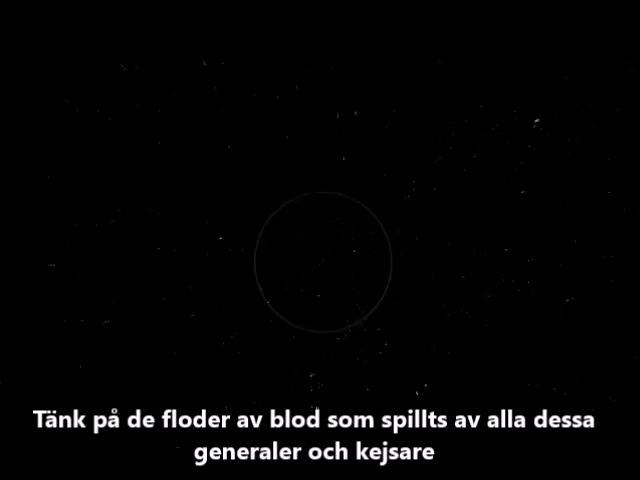 Tänk på de floder av blod som spillts av alla dessa
generaler och kejsare